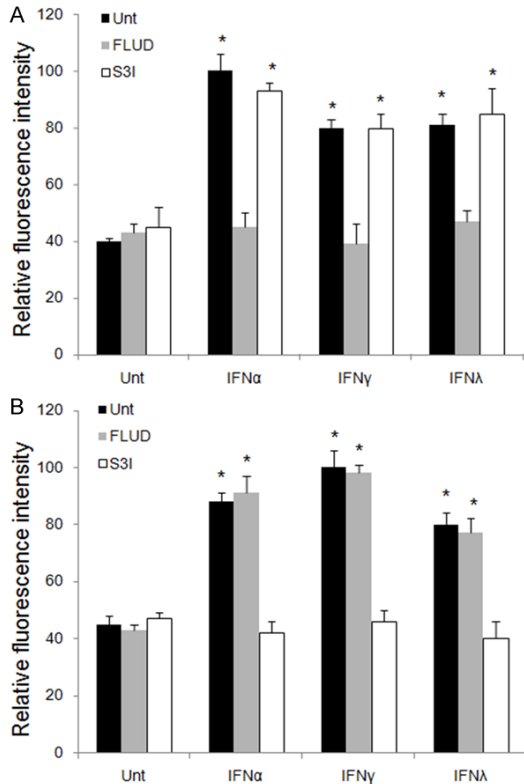 A
Unt
FLUD
S3I
Relative fluorescence intensity
120
100
80
60
40
20
0
* * * * * *
Unt IFNα IFNγ IFNλ
B
Unt
FLUD
S3I
Relative fluorescence intensity
120
100
80
60
40
20
0
* * * * * *
Unt IFNα IFNγ IFNλ